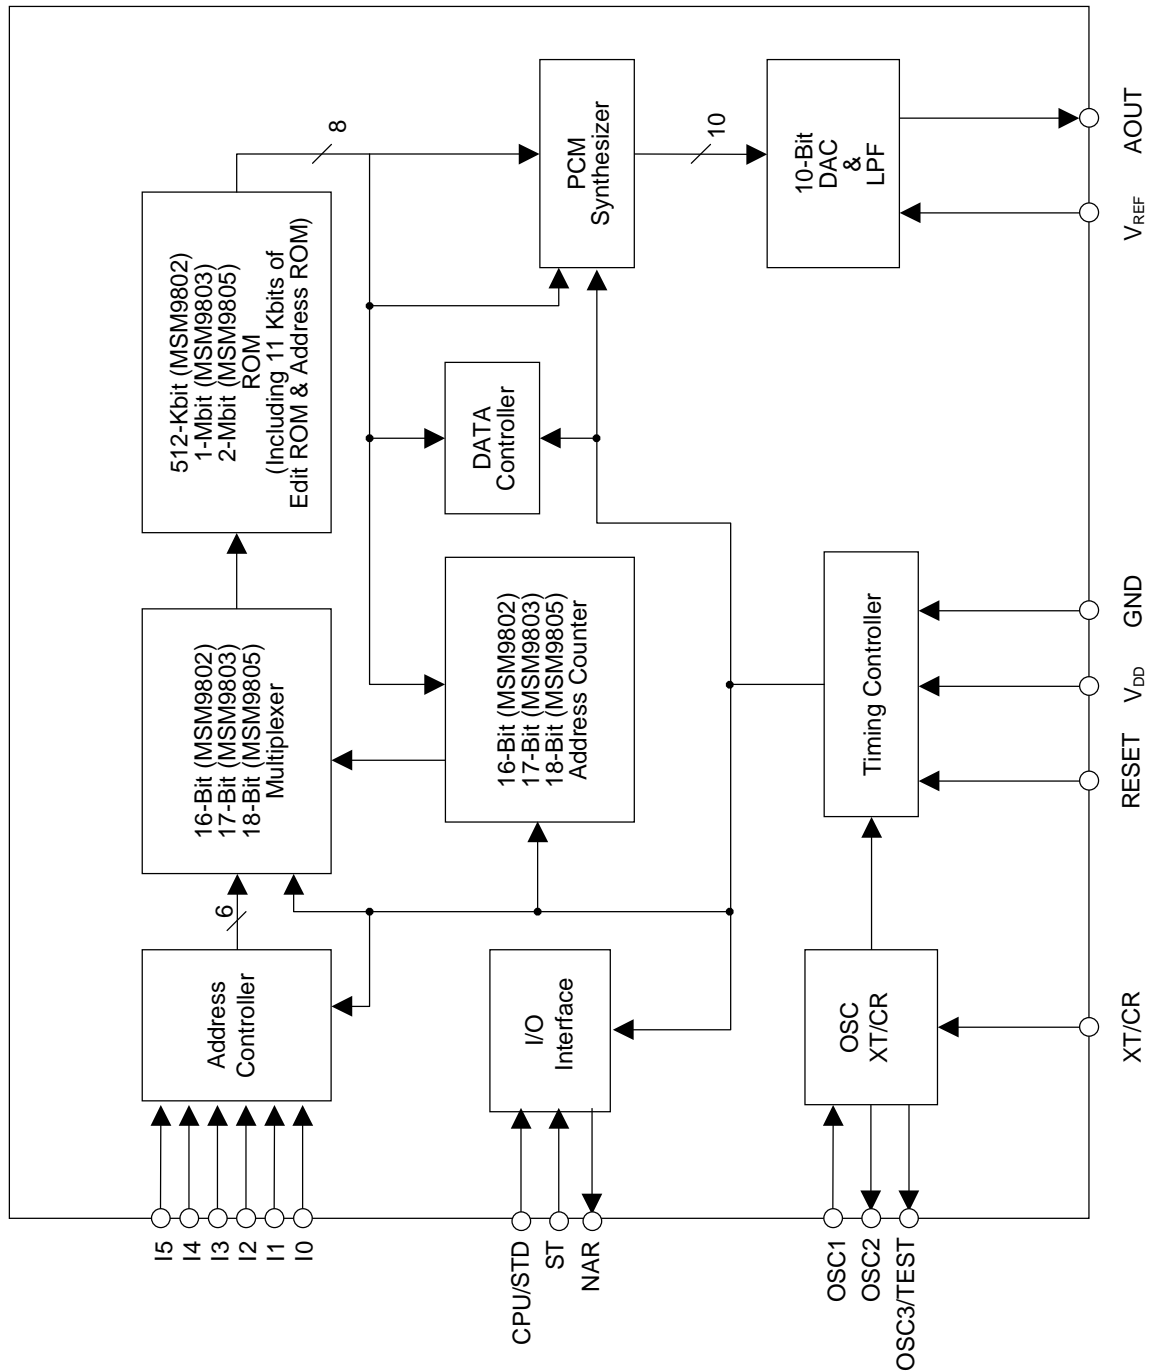 I5
I4
I3
I2
I1
I0
Address
Controller
6
16-Bit (MSM9802)
17-Bit (MSM9803)
18-Bit (MSM9805)
Multiplexer
512-Kbit (MSM9802)
1-Mbit (MSM9803)
2-Mbit (MSM9805)
ROM
(Including 11 Kbits of
Edit ROM & Address ROM)
8
CPU/STD
ST
NAR
I/O
Interface
16-Bit (MSM9802)
17-Bit (MSM9803)
18-Bit (MSM9805)
Address Counter
DATA
Controller
PCM
Synthesizer
10
OSC1
OSC2
OSC3/TEST
OSC
XT/CR
Timing Controller
10-Bit
DAC
&
LPF
XT/CR
RESET
VDD
GND
VREF
AOUT